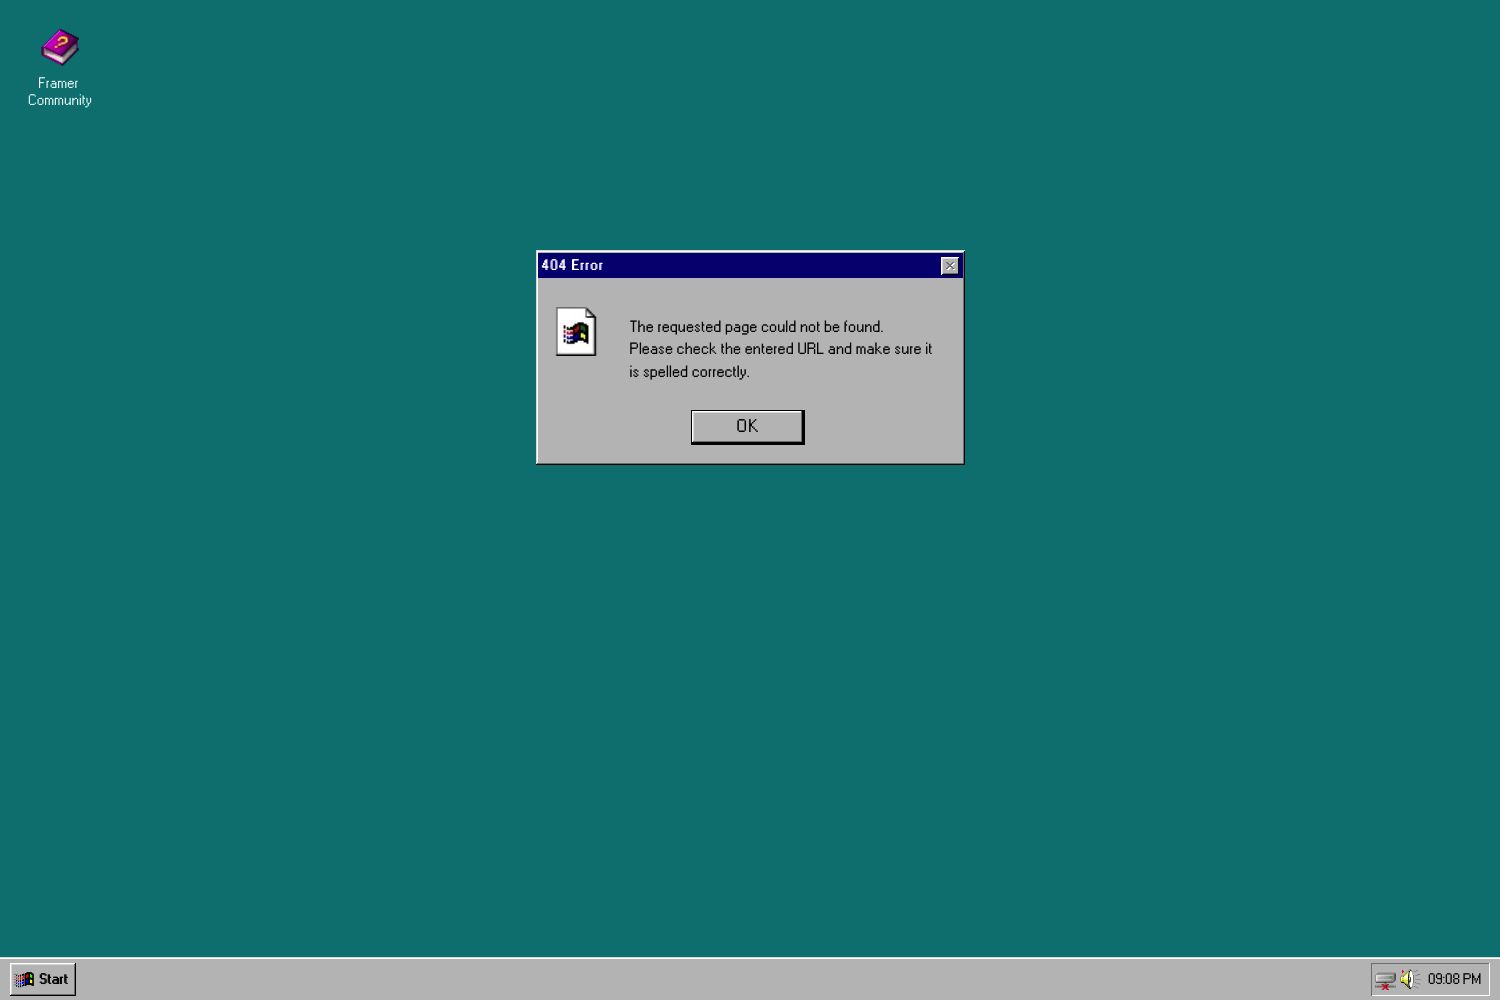 Framer
Community
404 Error
The requested page could not be found.
Please check the entered URL and make sure it
is spelled correctly.
OK
Start
09:08 PM